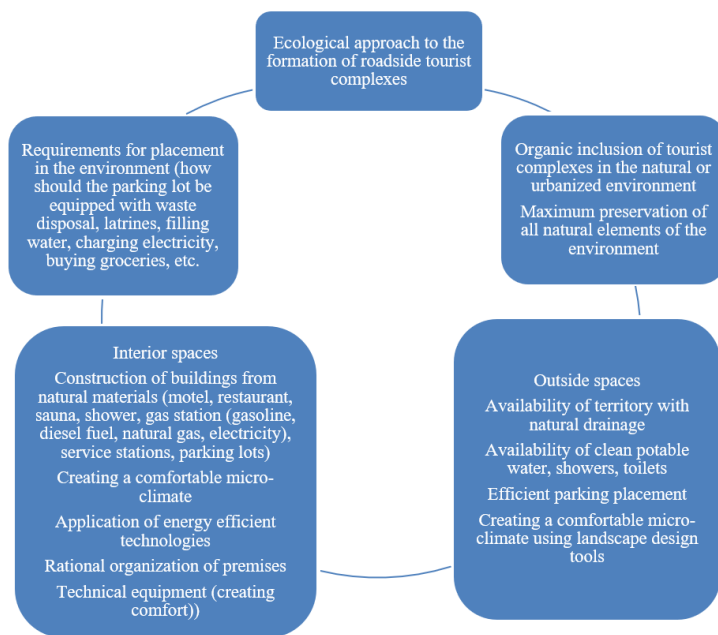 Ecological approach to the
formation of roadside tourist
complexes
Requirements for placement
in the environment (how
should the parking lot be
equipped with waste
disposal, latrines, filling
water, charging electricity,
buying groceries, etc.
Organic inclusion of tourist
complexes in the natural or
urbanized environment
Maximum preservation of
all natural elements of the
environment
Interior spaces
Construction of buildings from
natural materials (motel, restaurant,
sauna, shower, gas station (gasoline,
diesel fuel, natural gas, electricity),
service stations, parking lots)
Creating a comfortable micro-
climate
Application of energy efficient
technologies
Rational organization of premises
Technical equipment (creating
comfort))
Outside spaces
Availability of territory with
natural drainage
Availability of clean potable
water, showers, toilets
Efficient parking placement
Creating a comfortable micro-
climate using landscape design
tools